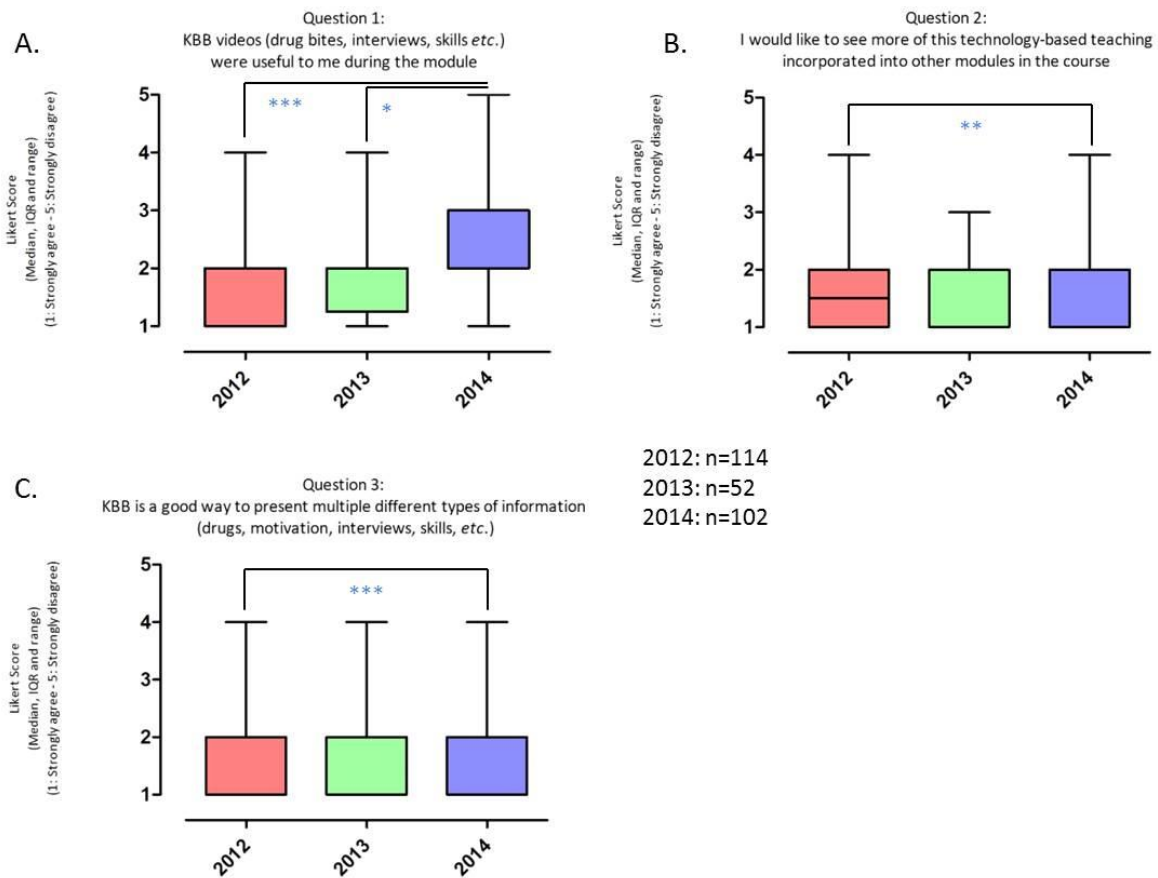 A.
Question 1:
KBB videos (drug bites, interviews, skills etc.)
were useful to me during the module
Likert Score
(Median, IQR and range)
(1: Strongly agree - 5: Strongly disagree)
5
4
3
2
1
***
*
2012
2013
2014
B.
Question 2:
I would like to see more of this technology-based teaching
incorporated into other modules in the course
Likert Score
(Median, IQR and range)
(1: Strongly agree - 5: Strongly disagree)
5
4
3
2
1
**
2012
2013
2014
2012: n=114
2013: n=52
2014: n=102
C.
Question 3:
KBB is a good way to present multiple different types of information
(drugs, motivation, interviews, skills, etc.)
Likert Score
(Median, IQR and range)
(1: Strongly agree - 5: Strongly disagree)
5
4
3
2
1
***
2012
2013
2014